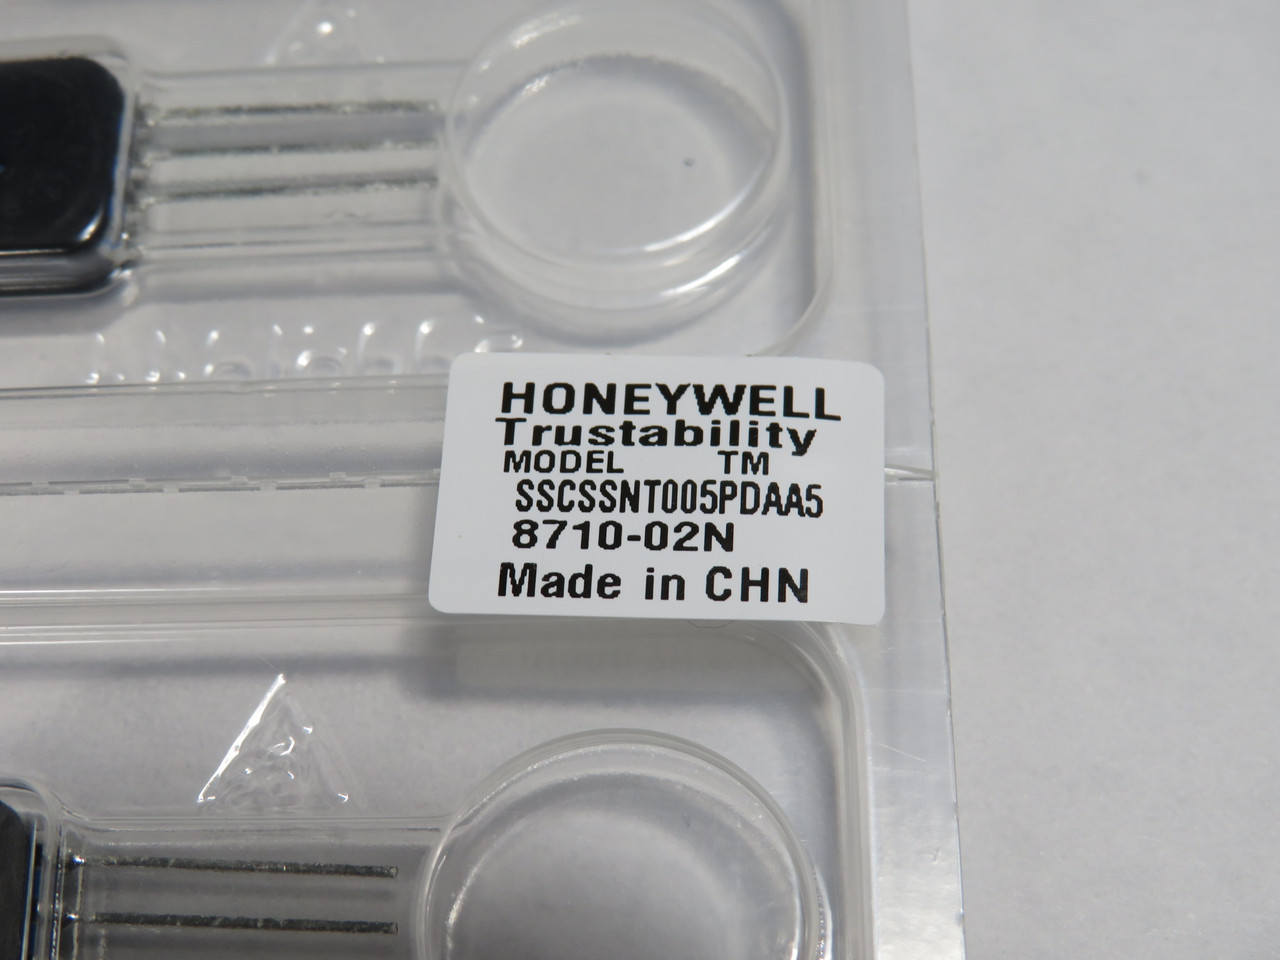 HONEYWELL
Trustability
MODEL TM
SSCSSNT005PDAA5
8710-02N
Made in CHN